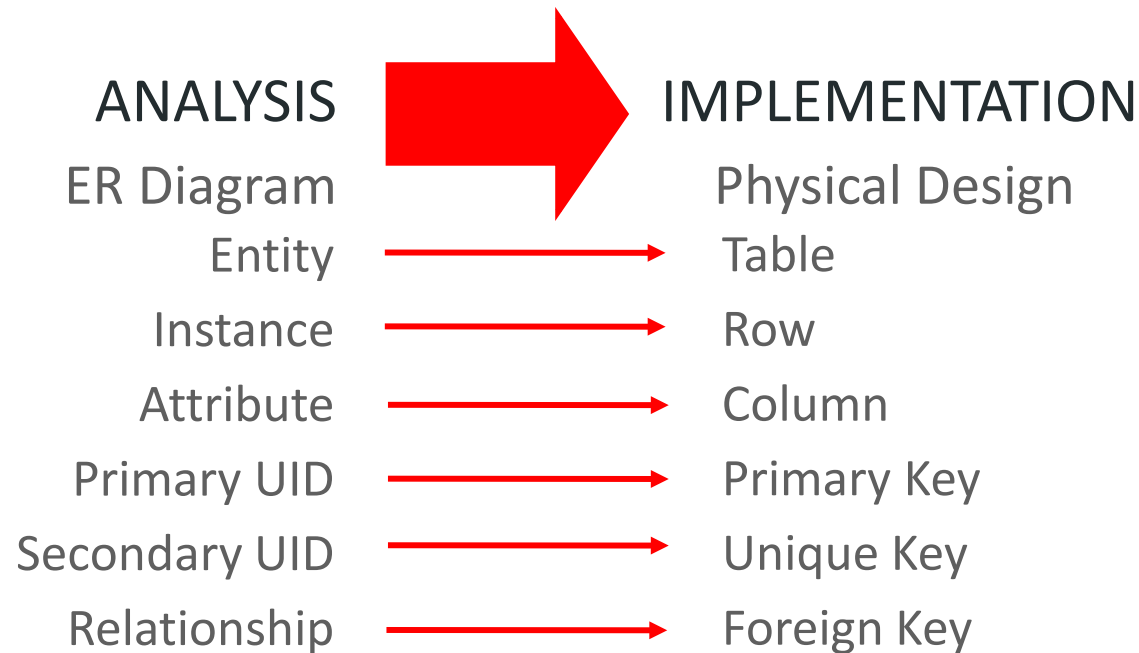 ANALYSIS IMPLEMENTATION
ER Diagram Physical Design
Entity Table
Instance Row
Attribute Column
Primary UID Primary Key
Secondary UID Unique Key
Relationship Foreign Key